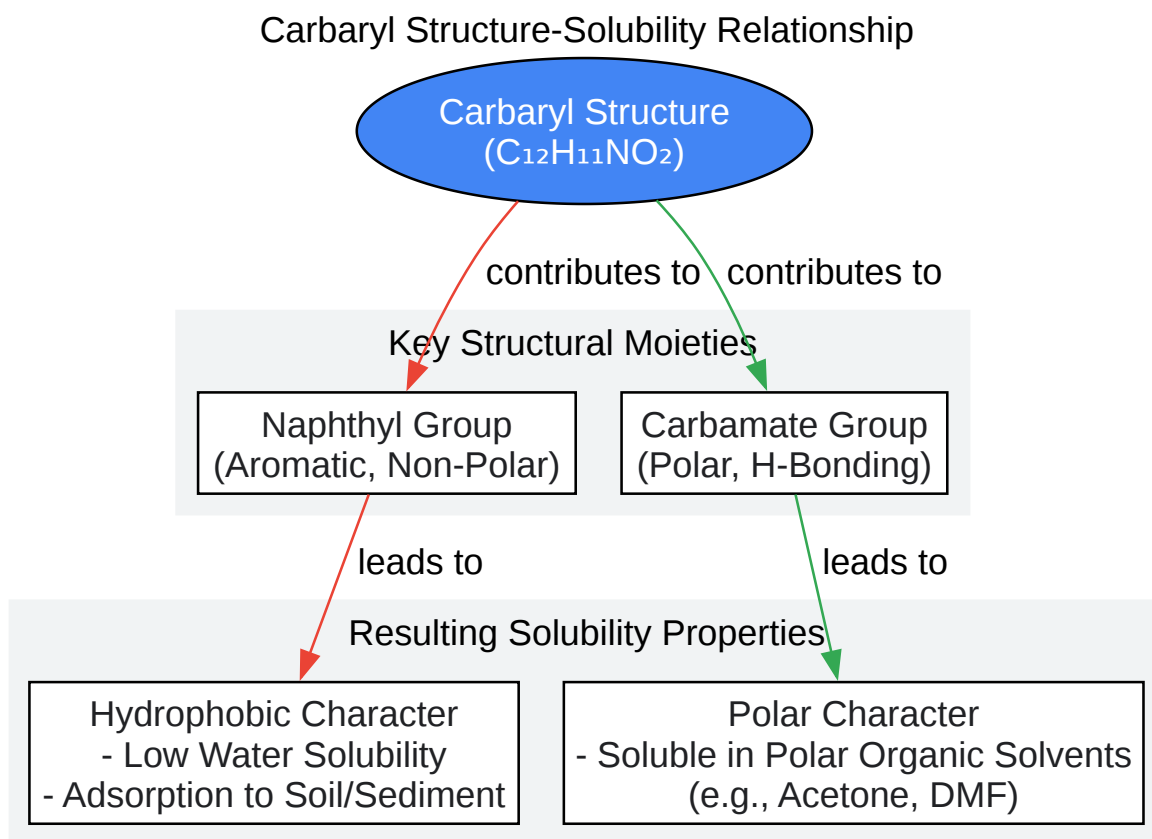 Carbaryl Structure-Solubility Relationship
Carbaryl Structure
(C₁₂H₁₁NO₂)
contributes to
contributes to
Key Structural Moieties
Naphthyl Group
(Aromatic, Non-Polar)
Carbamate Group
(Polar, H-Bonding)
leads to
leads to
Resulting Solubility Properties
Hydrophobic Character
- Low Water Solubility
- Adsorption to Soil/Sediment
Polar Character
- Soluble in Polar Organic Solvents
(e.g., Acetone, DMF)